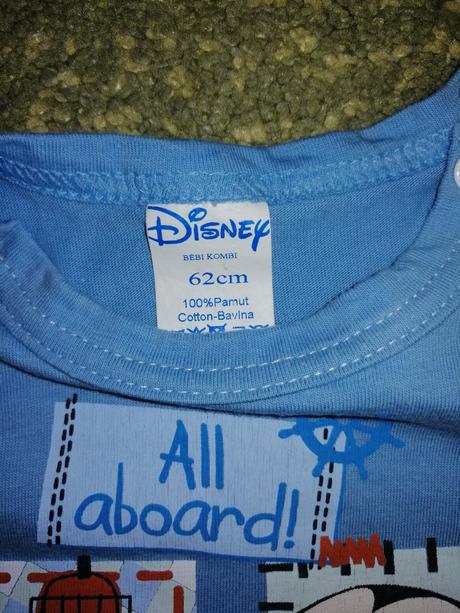 DISNEY
BÉBI KOMBI
62cm
100%Pamut
Cotton-Bavlna
All
aboard!